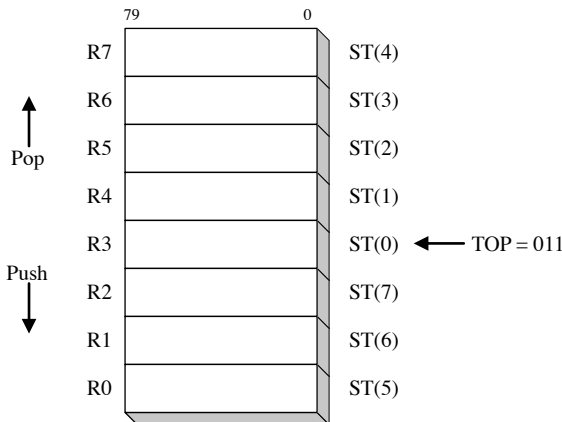 79 0
R7 ST(4)
R6 ST(3)
R5 ST(2)
Pop
R4 ST(1)
R3 ST(0) TOP = 011
Push
R2 ST(7)
R1 ST(6)
R0 ST(5)